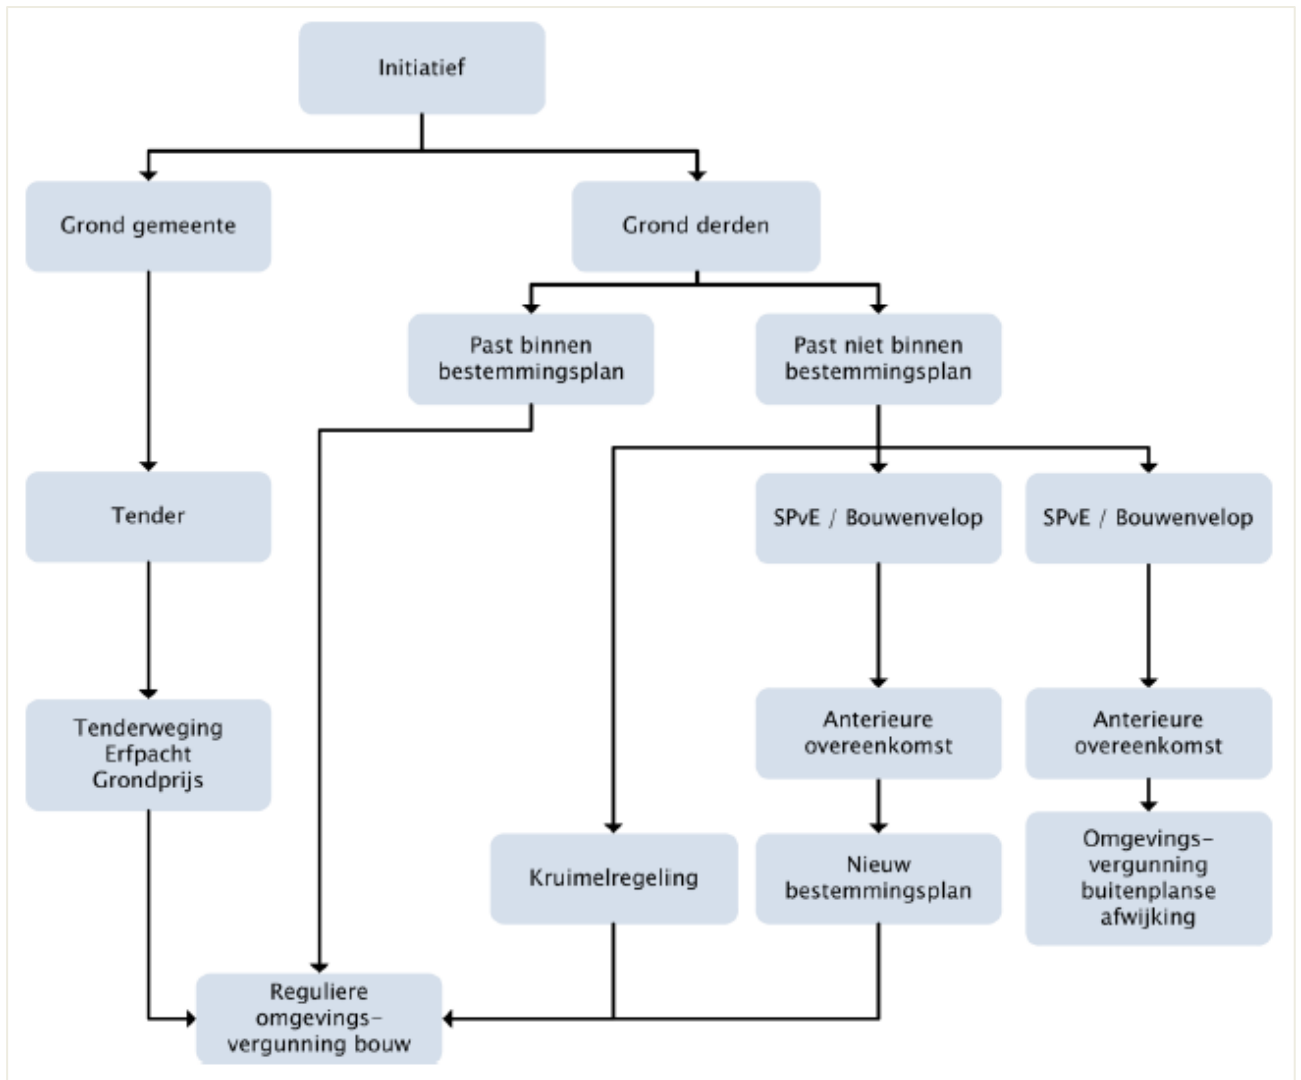 Initiatief
Grond gemeente
Grond derden
Past binnen
bestemmingsplan
Past niet binnen
bestemmingsplan
Tender
SPvE / Bouwenvelop
SPvE / Bouwenvelop
Tenderweging
Erfpacht
Grondprijs
Anterieure
overeenkomst
Anterieure
overeenkomst
Kruimelregeling
Nieuw
bestemmingsplan
Omgevings-
vergunning
buitenplanse
afwijking
Reguliere
omgevings-
vergunning bouw